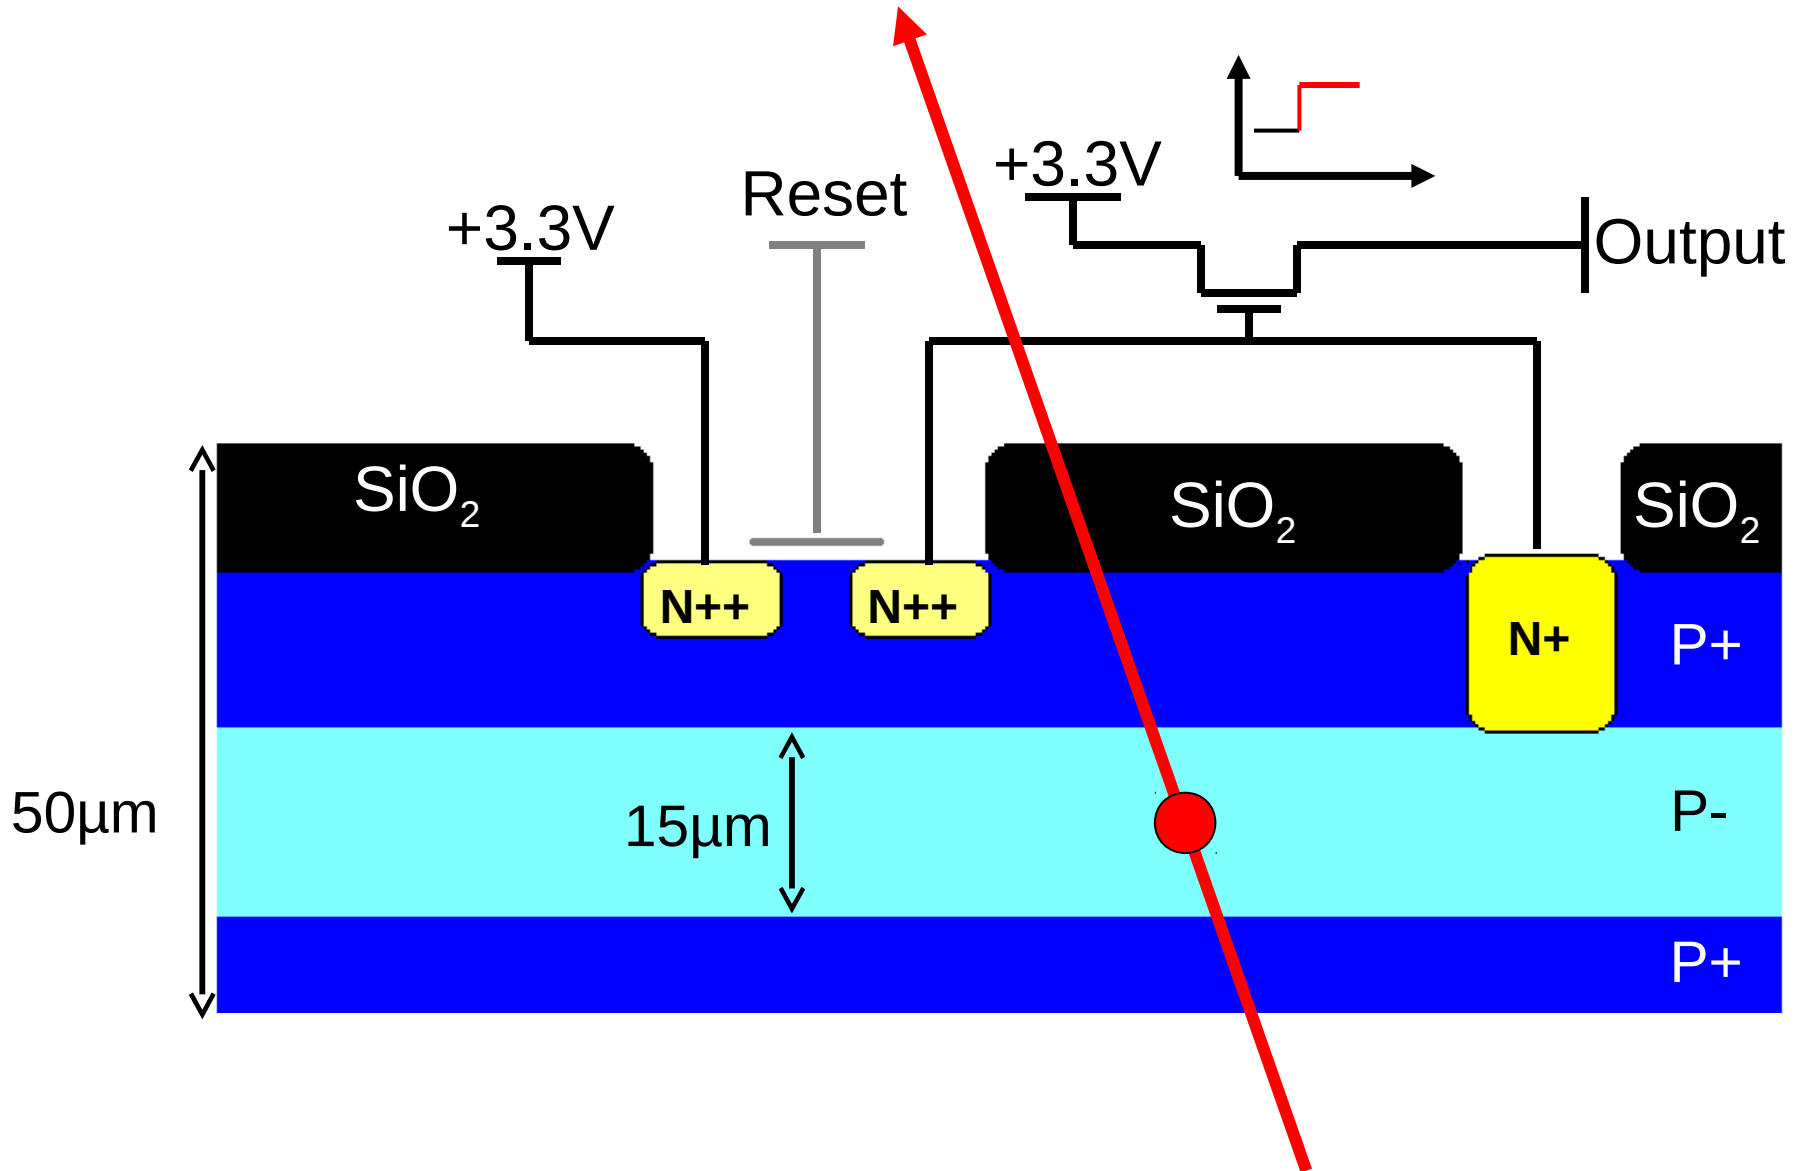 +3.3V
Reset
+3.3V
Output
SiO₂
SiO₂
SiO₂
N++
N++
N+
P+
50µm
15µm
P-
P+